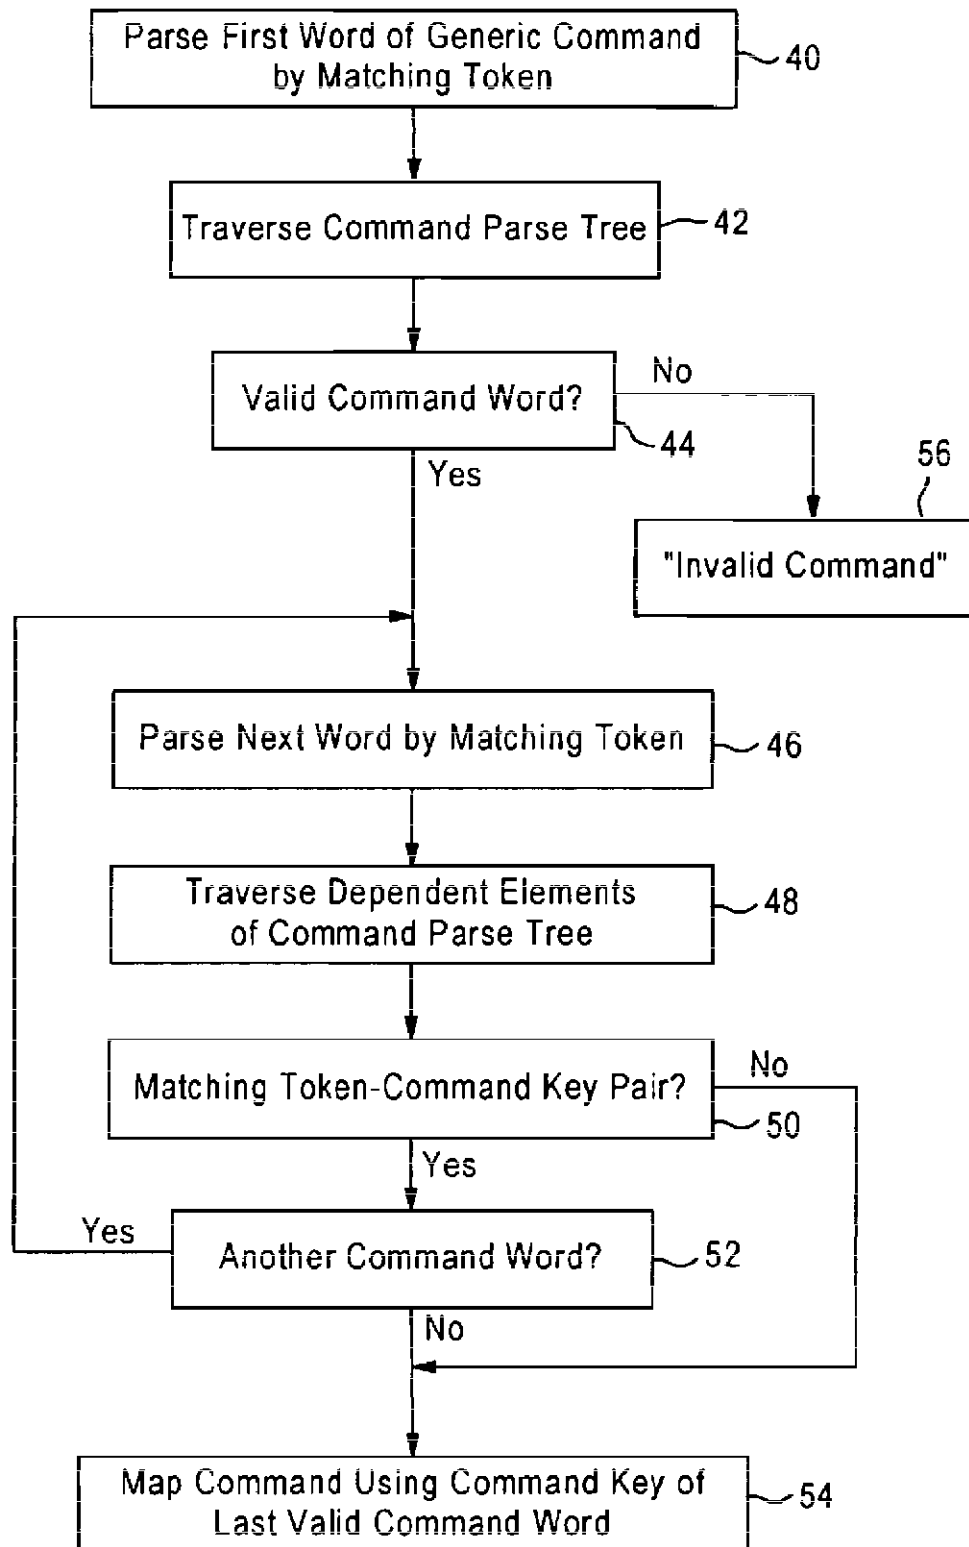 Parse First Word of Generic Command
by Matching Token
40
Traverse Command Parse Tree
42
Valid Command Word?
No
44
Yes
56
"Invalid Command"
Parse Next Word by Matching Token
46
Traverse Dependent Elements
of Command Parse Tree
48
Matching Token-Command Key Pair?
No
50
Yes
Yes
Another Command Word?
52
No
Map Command Using Command Key of
Last Valid Command Word
54